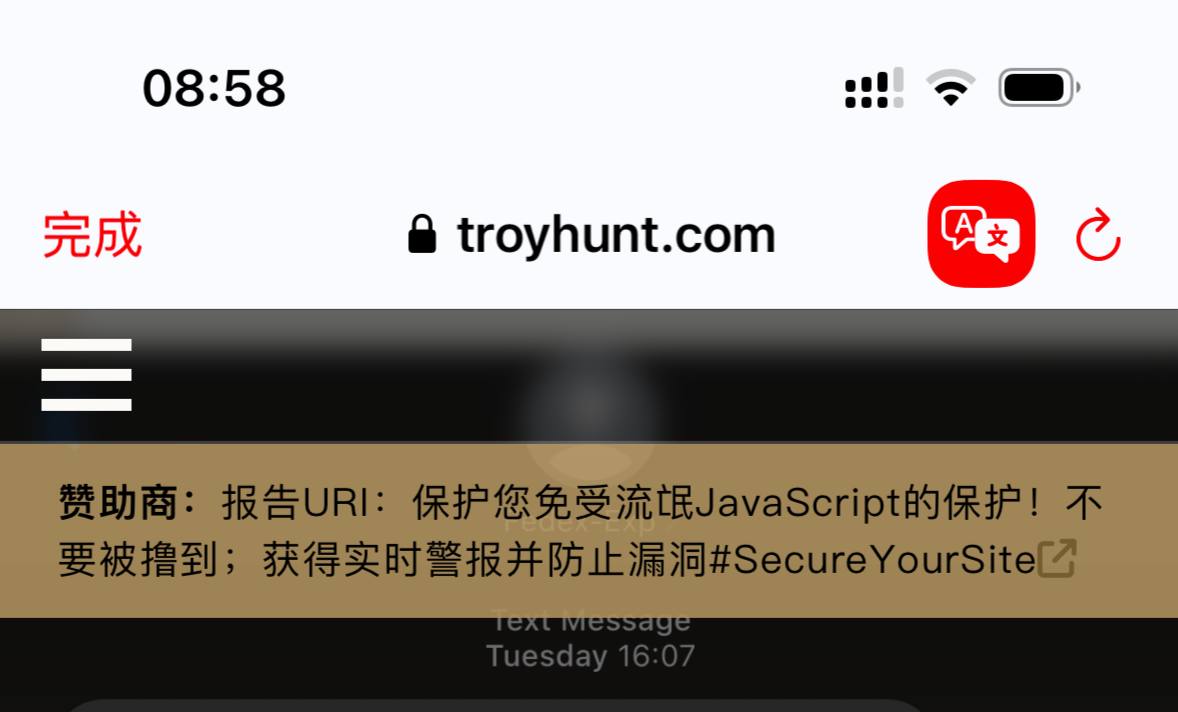 08:58
完成
troyhunt.com
A 文
赞助商：报告URI：保护您免受流氓JavaScript的保护！不
要被撸到；获得实时警报并防止漏洞#SecureYourSite
Fedex-Exp
Text Message
Tuesday 16:07